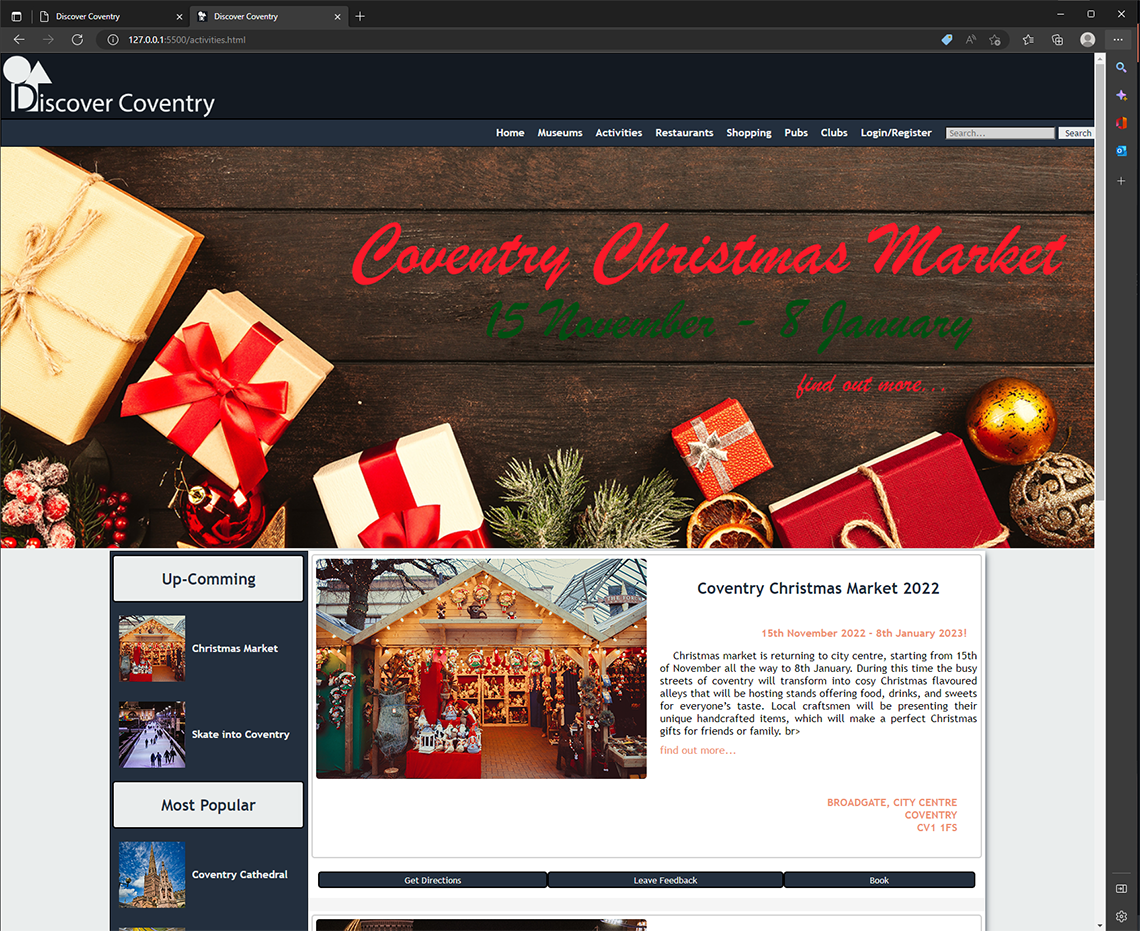 Discover Coventry
Discover Coventry
127.0.0.1:5500/activities.html
Discover Coventry
Home Museums Activities Restaurants Shopping Pubs Clubs Login/Register Search... Search
Coventry Christmas Market
15 November - 8 January
find out more...
Up-Comming
Christmas Market
Skate into Coventry
Most Popular
Coventry Cathedral
Coventry Christmas Market 2022
15th November 2022 - 8th January 2023!
Christmas market is returning to city centre, starting from 15th
of November all the way to 8th January. During this time the busy
streets of coventry will transform into cosy Christmas flavoured
alleys that will be hosting stands offering food, drinks, and sweets
for everyone's taste. Local craftsmen will be presenting their
unique handcrafted items, which will make a perfect Christmas
gifts for friends or family. br>
find out more...
BROADGATE, CITY CENTRE
COVENTRY
CV1 1FS
Get Directions Leave Feedback Book